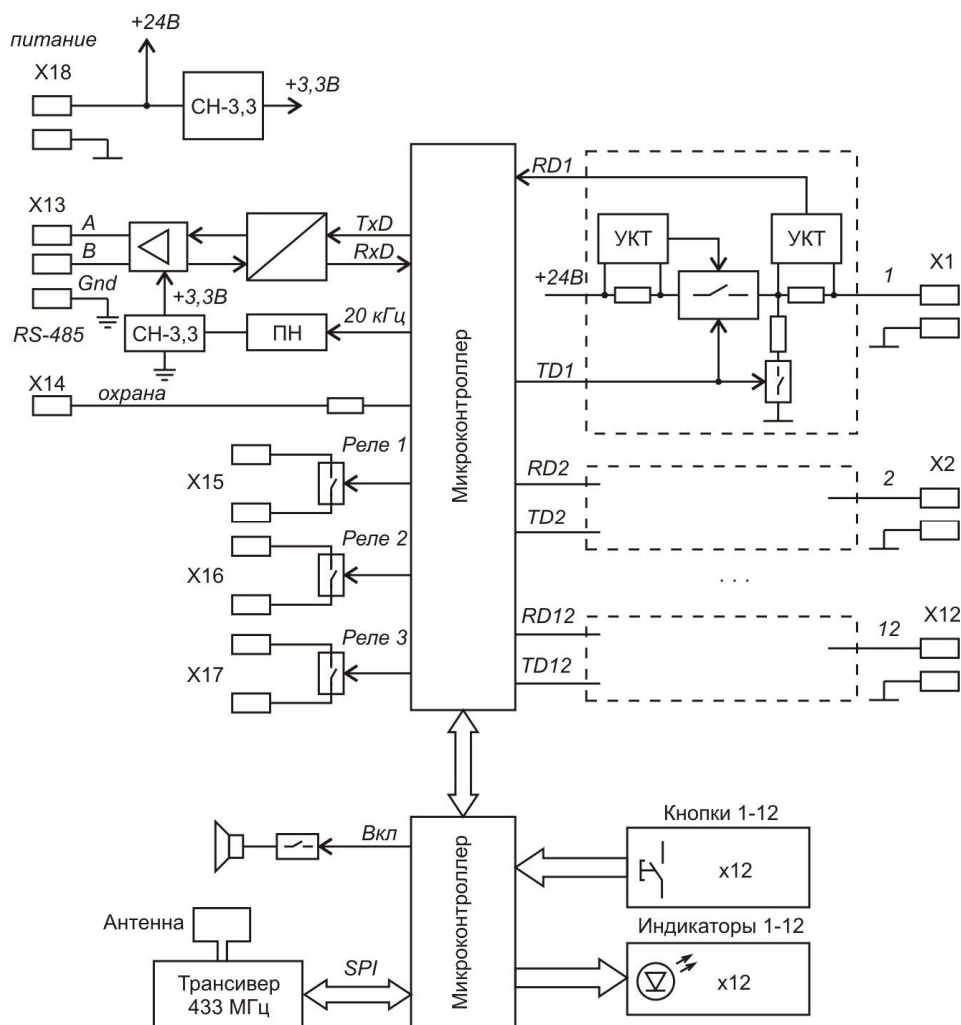 питание
+24В
X18
СН-3,3
+3,3В
X13
A
B
Gnd
RS-485
TxD
RxD
+3,3В
СН-3,3
ПН
20 кГц
X14
охрана
Реле 1
X15
Реле 2
X16
Реле 3
X17
Микроконтроллер
RD1
УКТ
УКТ
+24В
1
X1
TD1
RD2
TD2
2
X2
. . .
RD12
TD12
12
X12
Вкл
Микроконтроллер
Кнопки 1-12
x12
Индикаторы 1-12
x12
Антенна
Трансивер
433 МГц
SPI